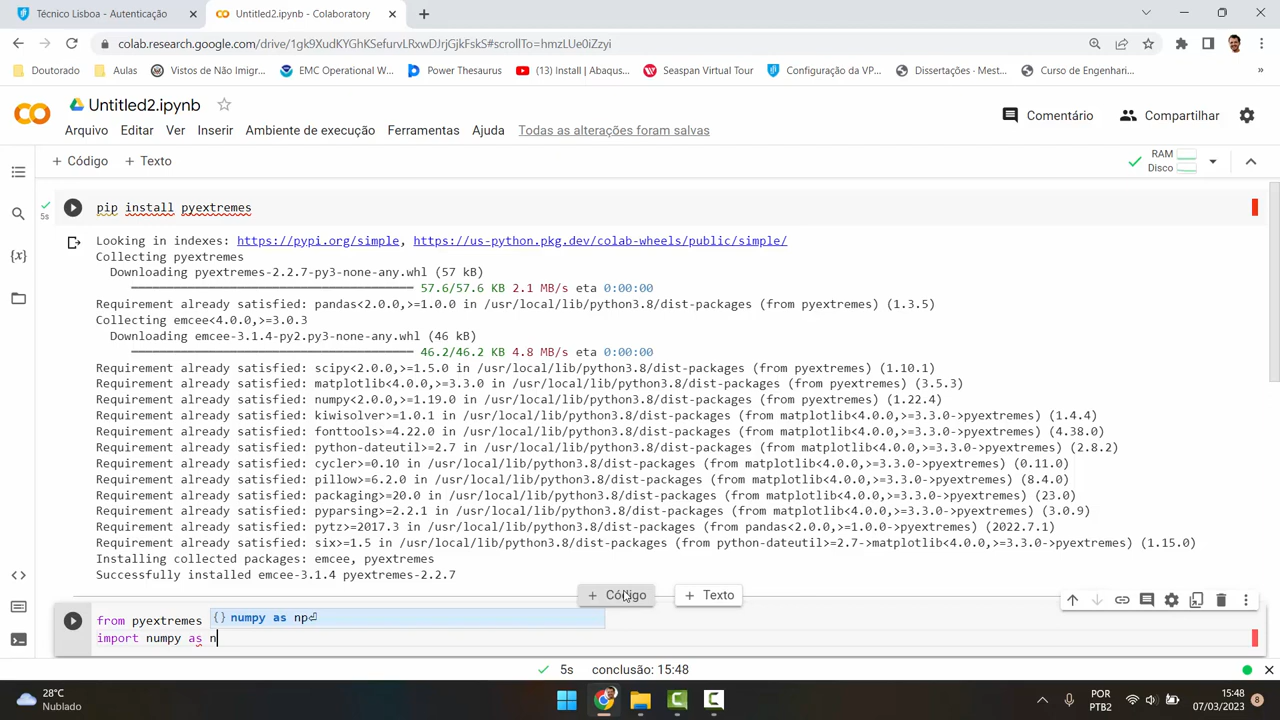 Técnico Lisboa - Autenticação
Untitled2.ipynb - Colaboratory
colab.research.google.com/drive/1gk9XudKYGhKSefurvLRxwDJrjGjkFskS#scrollTo=hmzLUe0iZzyi
Doutorado
Aulas
Vistos de Não Imigr...
EMC Operational W...
Power Thesaurus
(13) Install | Abaqus...
Seaspan Virtual Tour
Configuração da VP...
Dissertações · Mest...
Curso de Engenhari...
»
Untitled2.ipynb
Arquivo Editar Ver Inserir Ambiente de execução Ferramentas Ajuda Todas as alterações foram salvas
Comentário
Compartilhar
+ Código + Texto
RAM
Disco
5s
pip install pyextremes
Looking in indexes: https://pypi.org/simple, https://us-python.pkg.dev/colab-wheels/public/simple/
Collecting pyextremes
Downloading pyextremes-2.2.7-py3-none-any.whl (57 kB)
57.6/57.6 KB 2.1 MB/s eta 0:00:00
Requirement already satisfied: pandas<2.0.0,>=1.0.0 in /usr/local/lib/python3.8/dist-packages (from pyextremes) (1.3.5)
Collecting emcee<4.0.0,>=3.0.3
Downloading emcee-3.1.4-py2.py3-none-any.whl (46 kB)
46.2/46.2 KB 4.8 MB/s eta 0:00:00
Requirement already satisfied: scipy<2.0.0,>=1.5.0 in /usr/local/lib/python3.8/dist-packages (from pyextremes) (1.10.1)
Requirement already satisfied: matplotlib<4.0.0,>=3.3.0 in /usr/local/lib/python3.8/dist-packages (from pyextremes) (3.5.3)
Requirement already satisfied: numpy<2.0.0,>=1.19.0 in /usr/local/lib/python3.8/dist-packages (from pyextremes) (1.22.4)
Requirement already satisfied: kiwisolver>=1.0.1 in /usr/local/lib/python3.8/dist-packages (from matplotlib<4.0.0,>=3.3.0->pyextremes) (1.4.4)
Requirement already satisfied: fonttools>=4.22.0 in /usr/local/lib/python3.8/dist-packages (from matplotlib<4.0.0,>=3.3.0->pyextremes) (4.38.0)
Requirement already satisfied: python-dateutil>=2.7 in /usr/local/lib/python3.8/dist-packages (from matplotlib<4.0.0,>=3.3.0->pyextremes) (2.8.2)
Requirement already satisfied: cycler>=0.10 in /usr/local/lib/python3.8/dist-packages (from matplotlib<4.0.0,>=3.3.0->pyextremes) (0.11.0)
Requirement already satisfied: pillow>=6.2.0 in /usr/local/lib/python3.8/dist-packages (from matplotlib<4.0.0,>=3.3.0->pyextremes) (8.4.0)
Requirement already satisfied: packaging>=20.0 in /usr/local/lib/python3.8/dist-packages (from matplotlib<4.0.0,>=3.3.0->pyextremes) (23.0)
Requirement already satisfied: pyparsing>=2.2.1 in /usr/local/lib/python3.8/dist-packages (from matplotlib<4.0.0,>=3.3.0->pyextremes) (3.0.9)
Requirement already satisfied: pytz>=2017.3 in /usr/local/lib/python3.8/dist-packages (from pandas<2.0.0,>=1.0.0->pyextremes) (2022.7.1)
Requirement already satisfied: six>=1.5 in /usr/local/lib/python3.8/dist-packages (from python-dateutil>=2.7->matplotlib<4.0.0,>=3.3.0->pyextremes) (1.15.0)
Installing collected packages: emcee, pyextremes
Successfully installed emcee-3.1.4 pyextremes-2.2.7
+ Código + Texto
from pyextremes
{} numpy as np⏎
import numpy as n
5s conclusão: 15:48
28°C
Nublado
POR
PTB2
15:48
07/03/2023
8